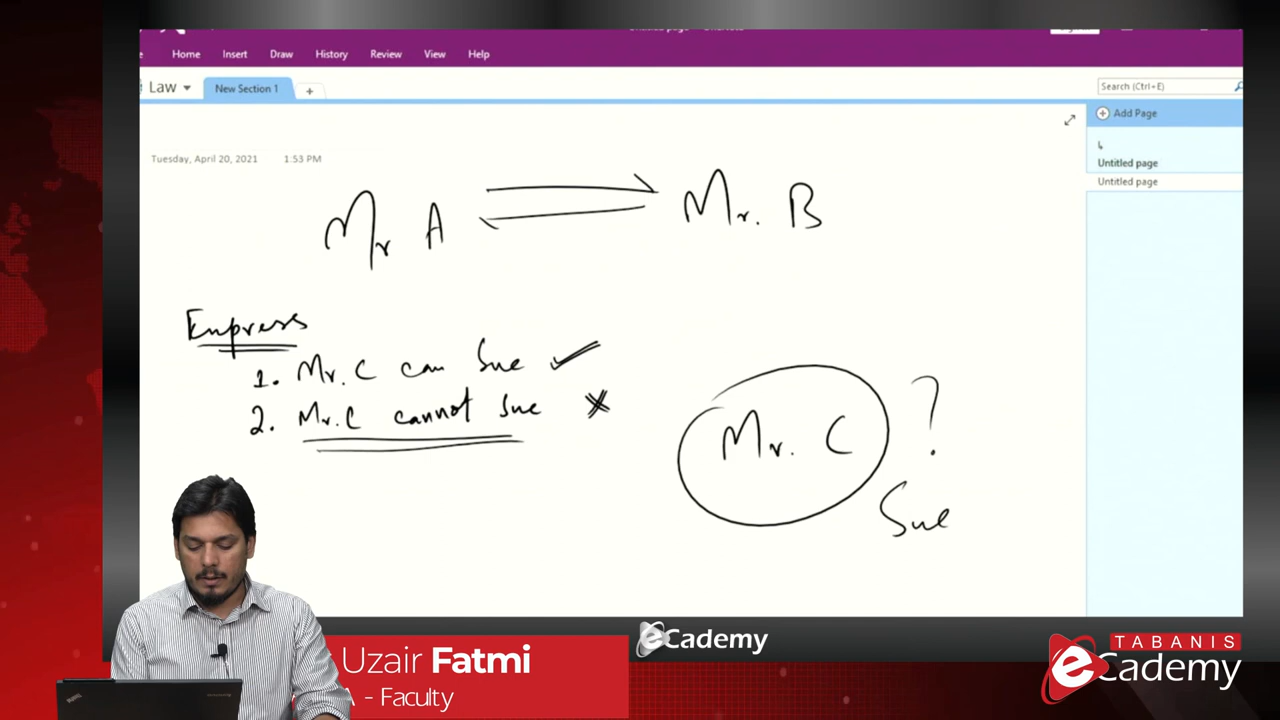 Home Insert Draw History Review View Help
Law New Section 1 Search (Ctrl+E)
Add Page
Untitled page
Untitled page
Tuesday, April 20, 2021 1:53 PM
Mr A Mr. B
Express
1. Mr. C can Sue
2. Mr. C cannot Sue
Mr. C ?
Sue
Uzair Fatmi
A - Faculty
eCademy
TABANIS
eCademy